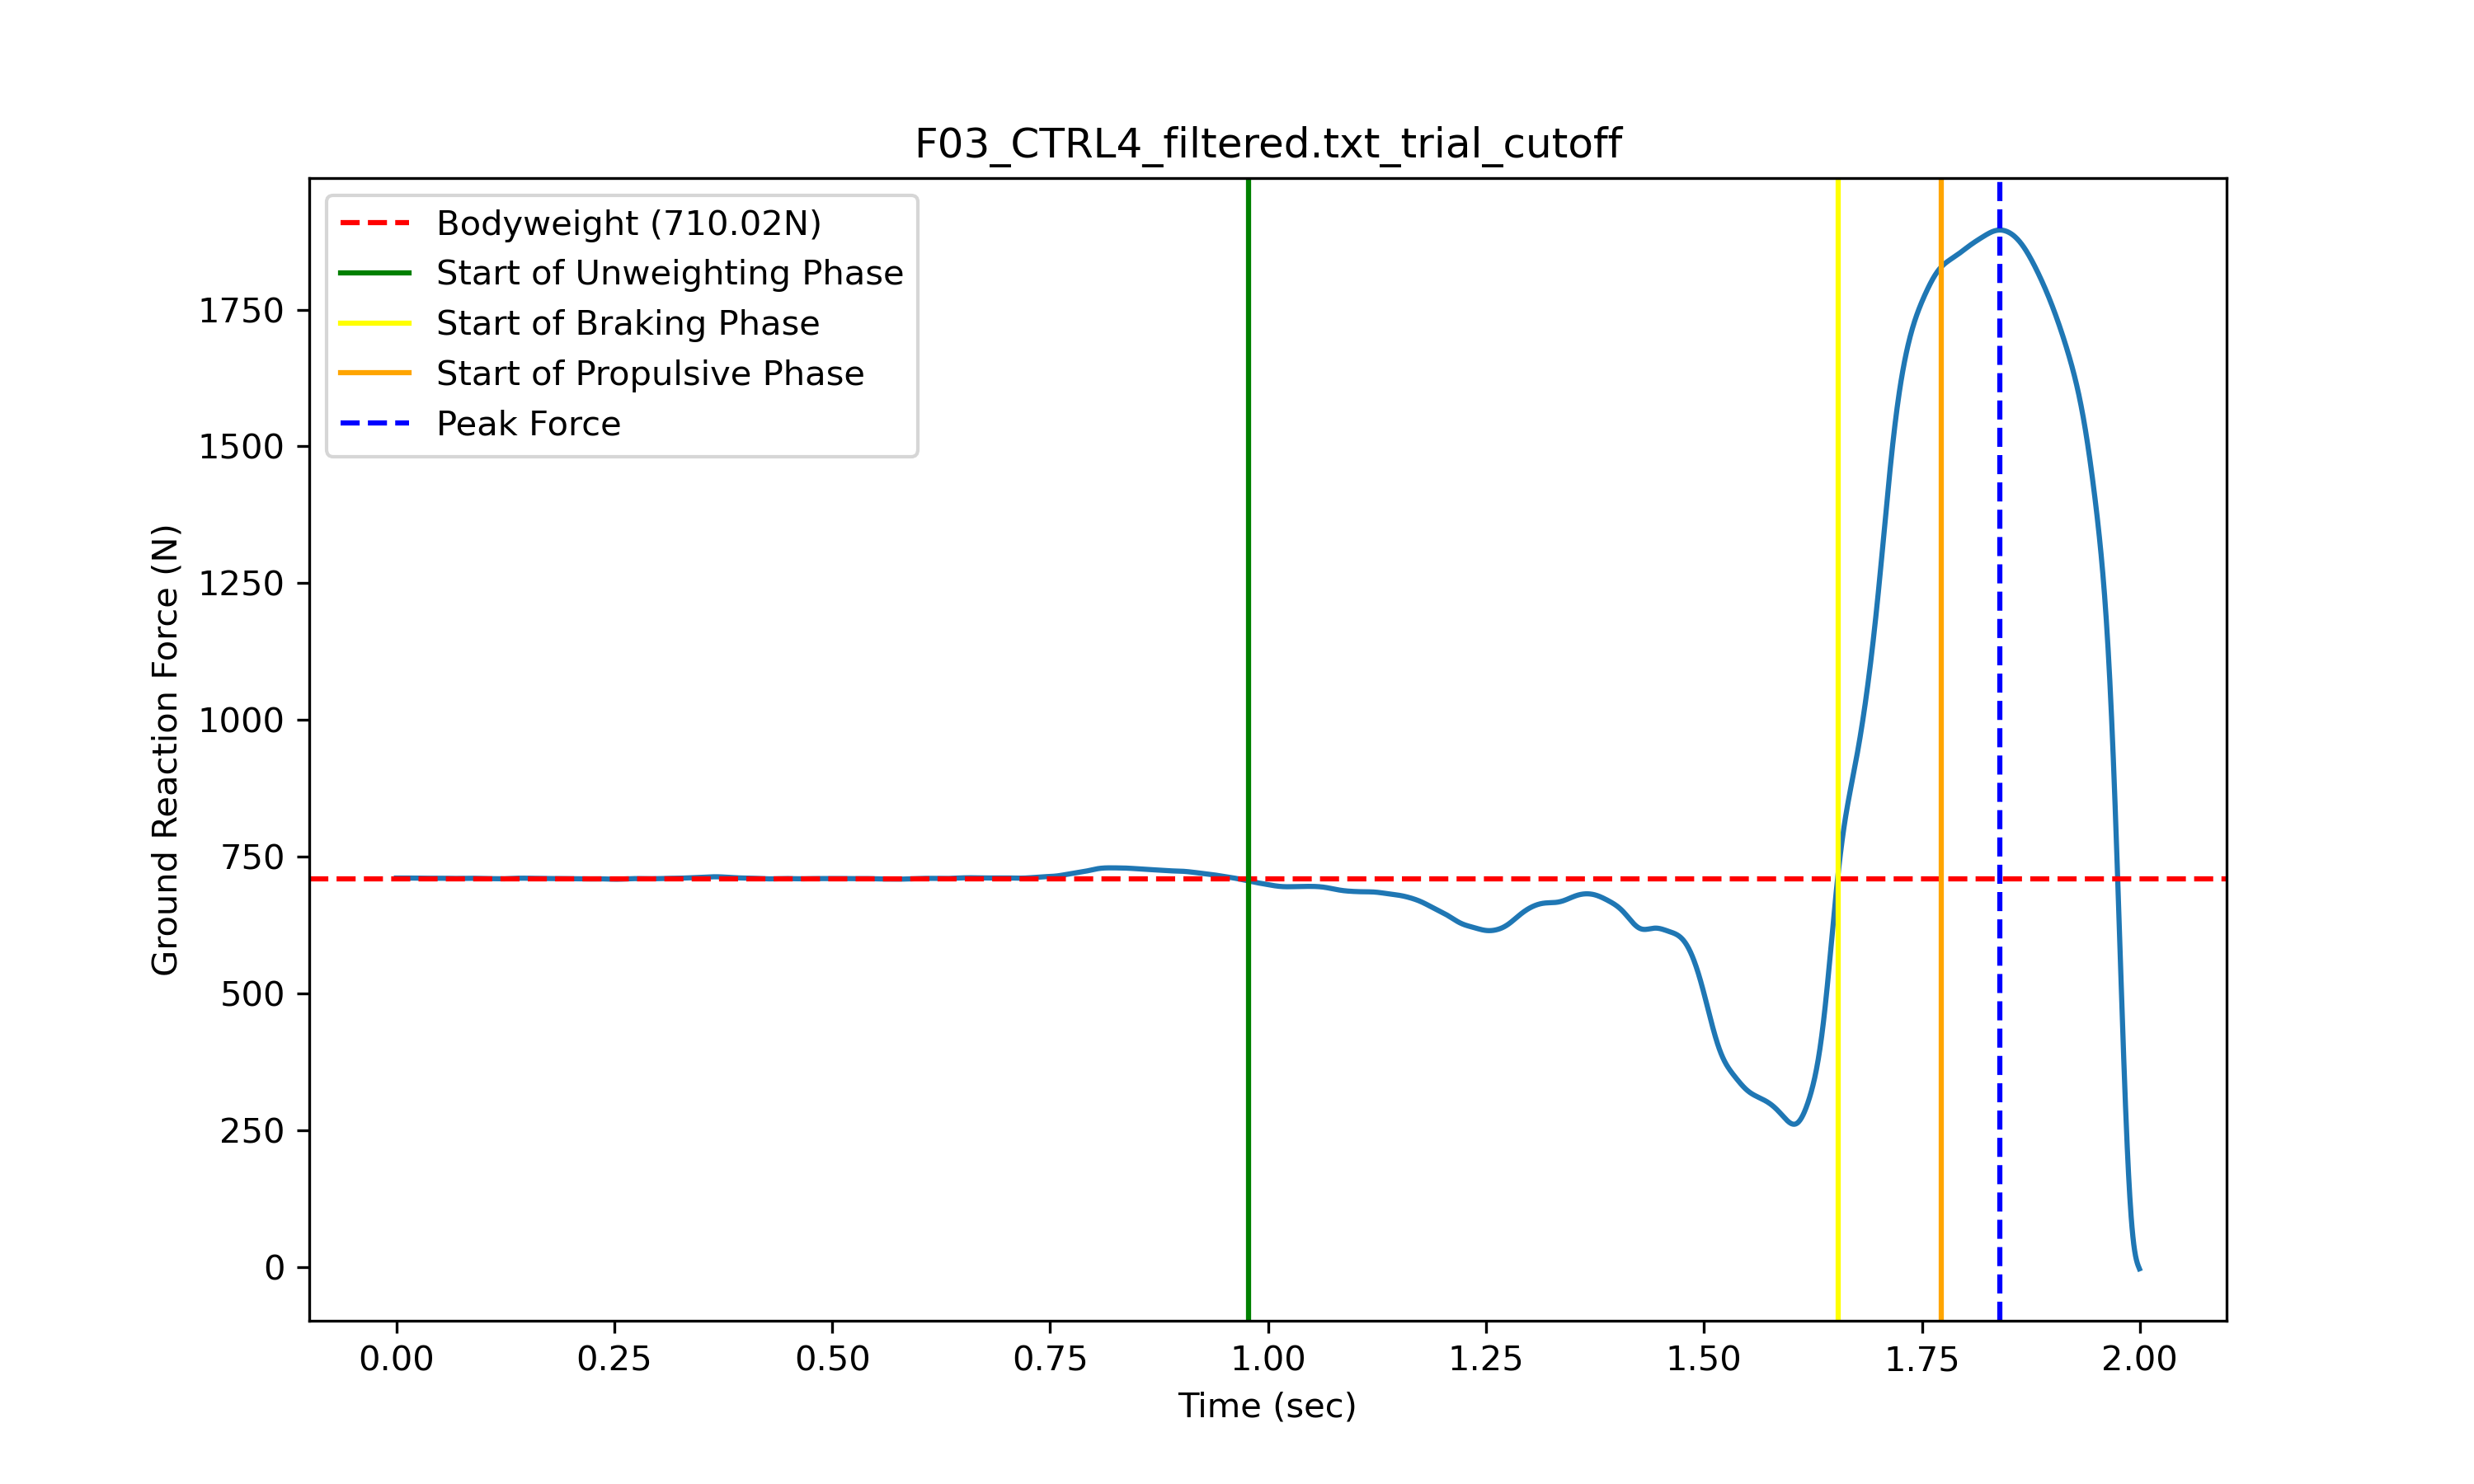 F03_CTRL4_filtered.txt_trial_cutoff
Bodyweight (710.02N)
Start of Unweighting Phase
Start of Braking Phase
Start of Propulsive Phase
Peak Force
Ground Reaction Force (N)
1750
1500
1250
1000
750
500
250
0
0.00 0.25 0.50 0.75 1.00 1.25 1.50 1.75 2.00
Time (sec)